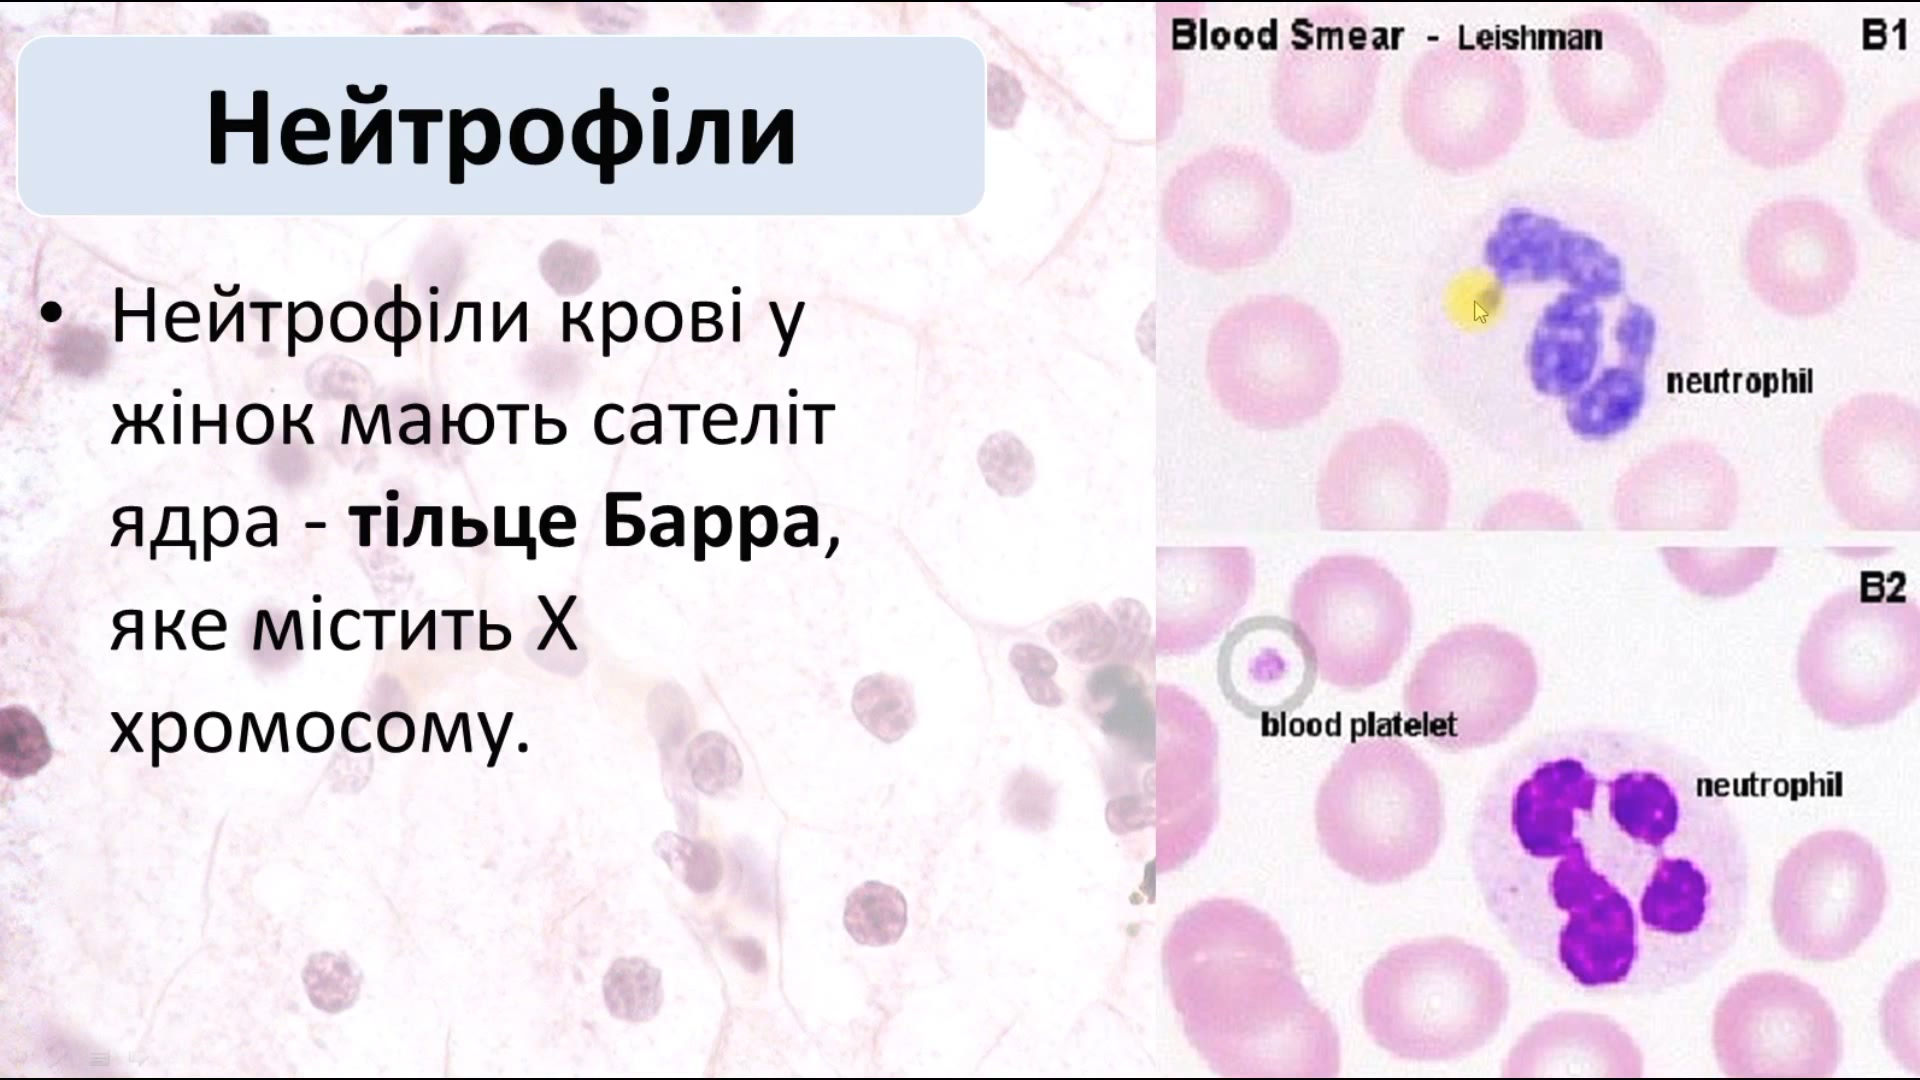 Нейтрофіли
• Нейтрофіли крові у
жінок мають сателіт
ядра - тільце Барра,
яке містить Х
хромосому.
Blood Smear - Leishman
B1
neutrophil
B2
blood platelet
neutrophil